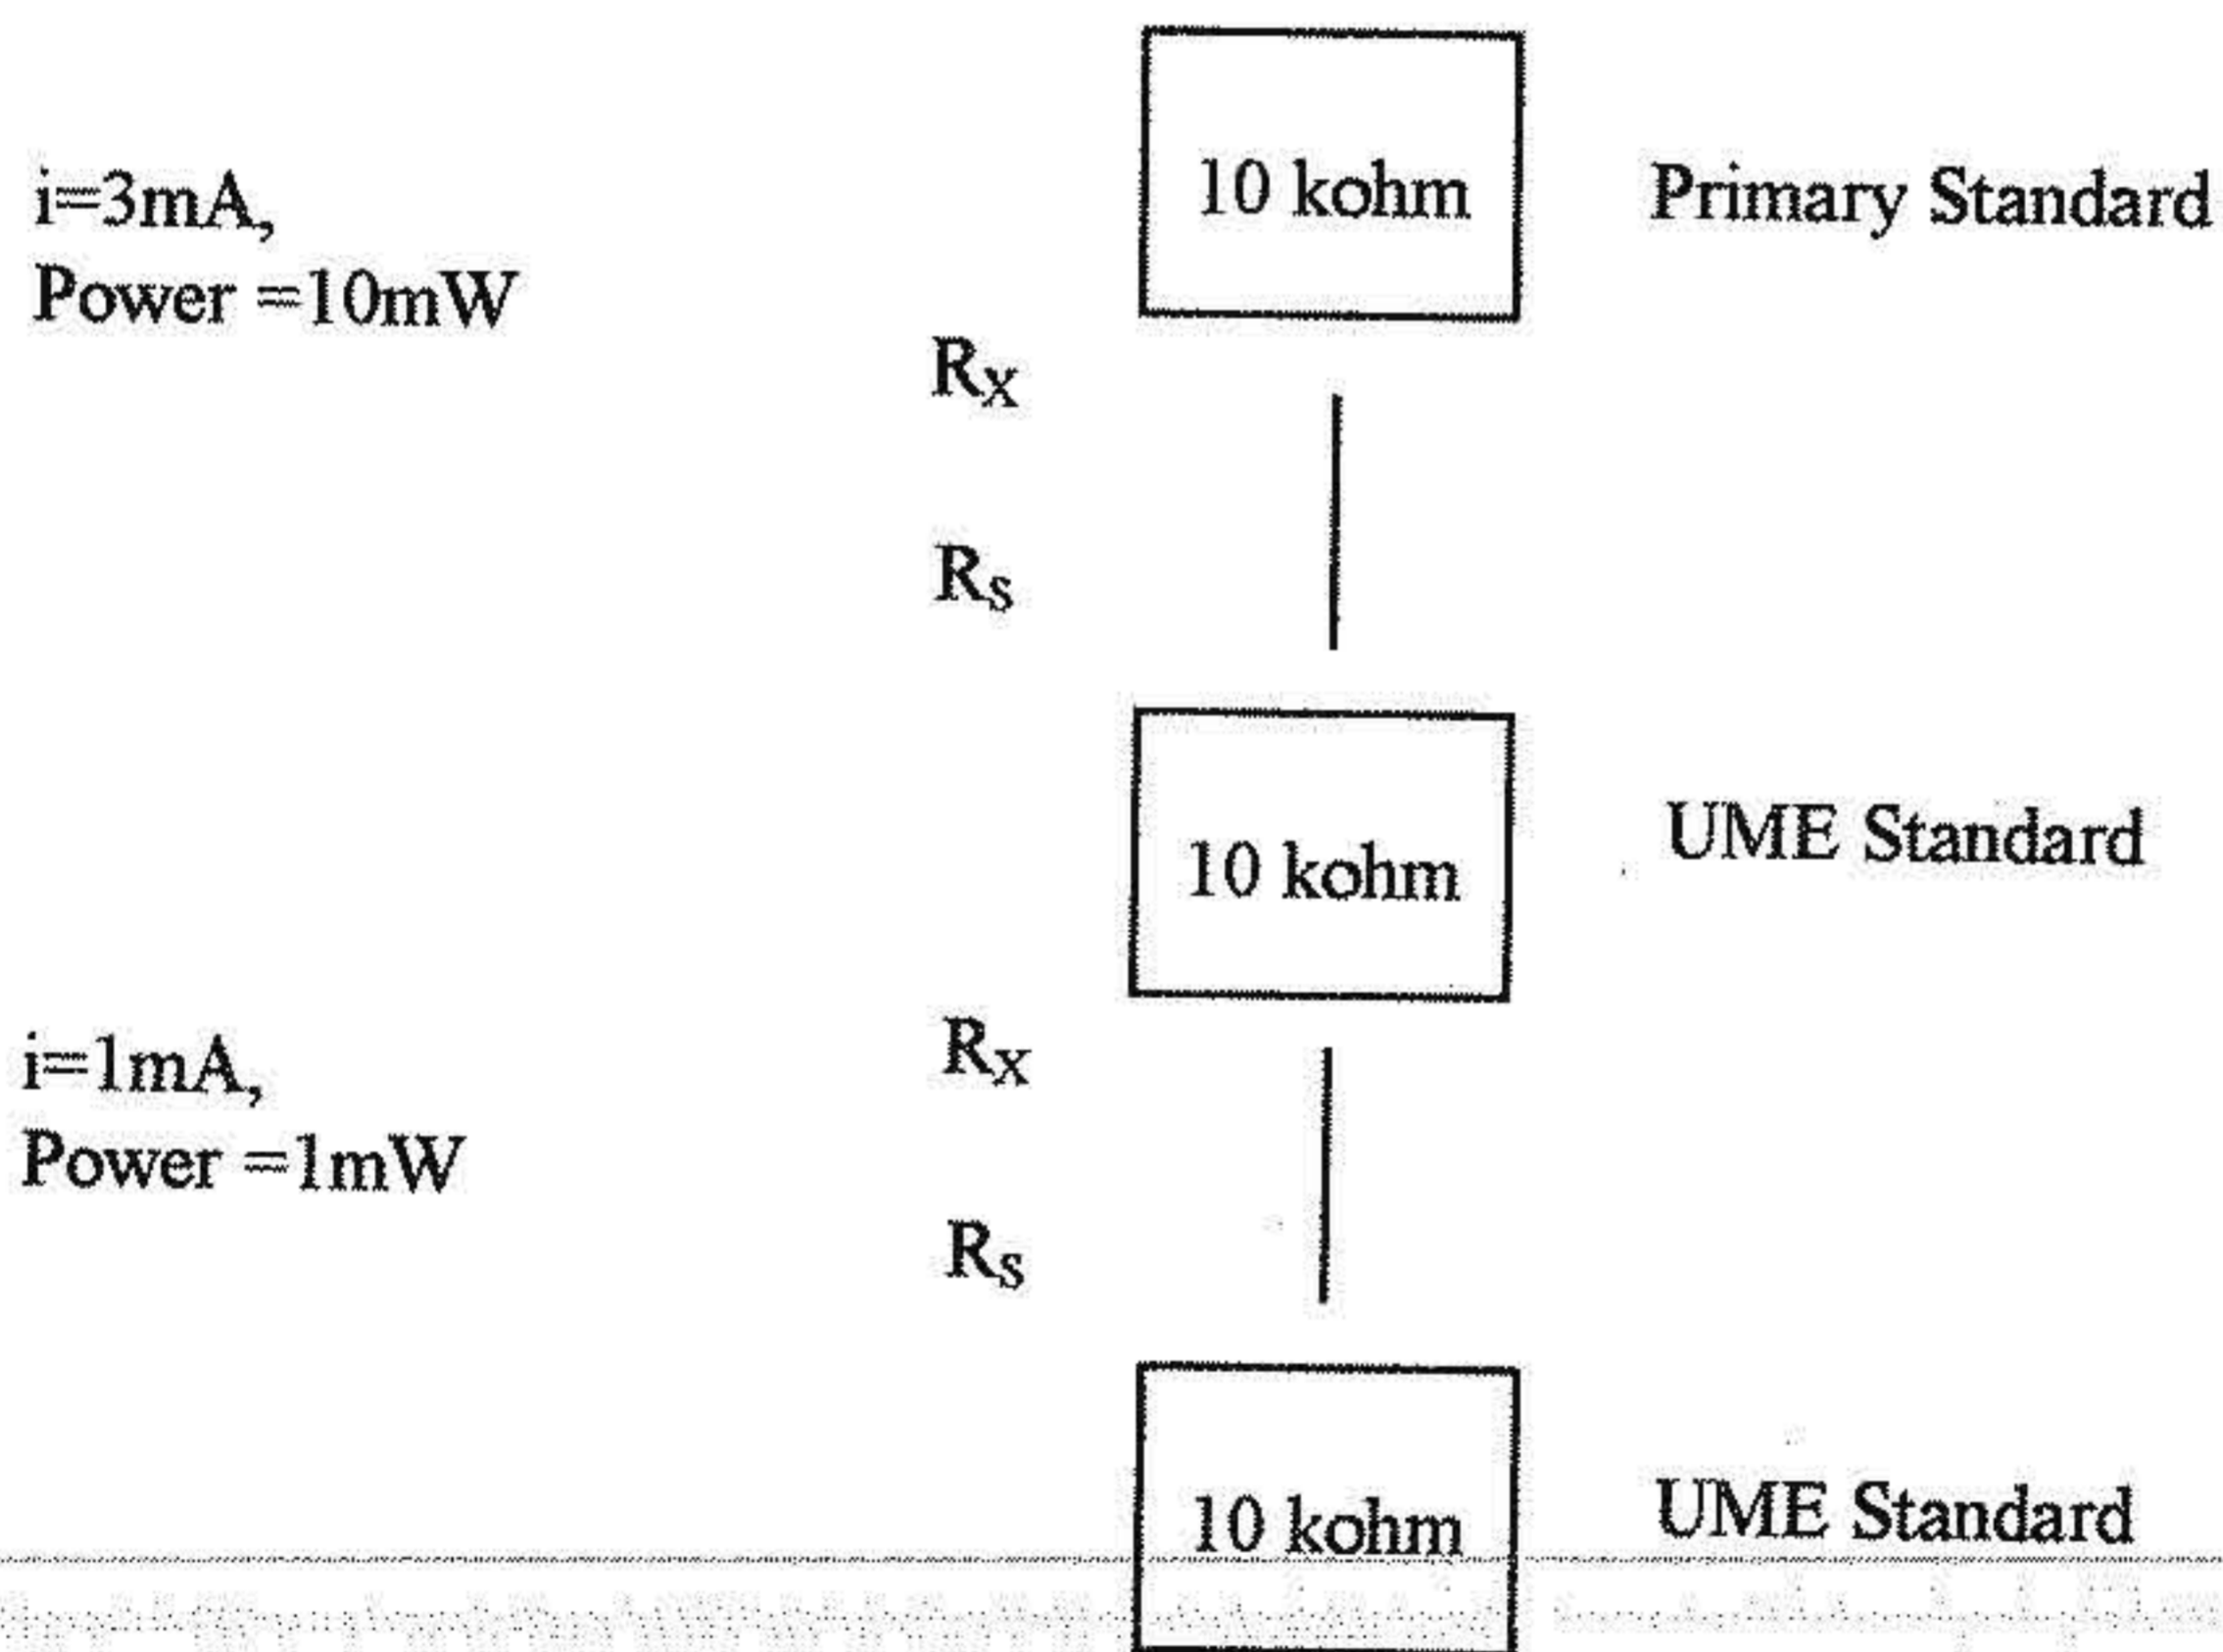 10 kohm
Primary Standard
i=3mA,
Power =10mW
RX
RS
10 kohm
UME Standard
i=1mA,
Power =1mW
RX
RS
10 kohm
UME Standard